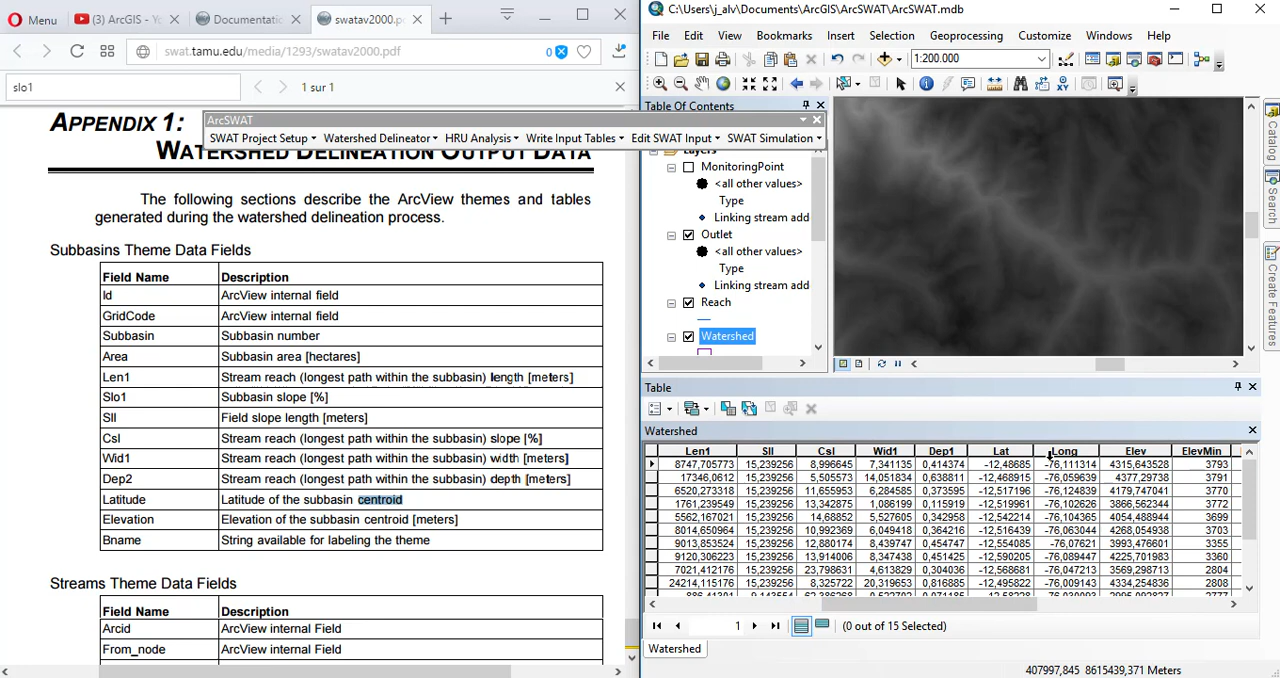 Menu
(3) ArcGIS - Yo
Documentatio
swatav2000.pd
swat.tamu.edu/media/1293/swatav2000.pdf
0
slo1
1 sur 1
APPENDIX 1:
WATERSHED DELINEATION OUTPUT DATA
The following sections describe the ArcView themes and tables
generated during the watershed delineation process.
Subbasins Theme Data Fields
Field Name Description
Id ArcView internal field
GridCode ArcView internal field
Subbasin Subbasin number
Area Subbasin area [hectares]
Len1 Stream reach (longest path within the subbasin) length [meters]
Slo1 Subbasin slope [%]
Sll Field slope length [meters]
Csl Stream reach (longest path within the subbasin) slope [%]
Wid1 Stream reach (longest path within the subbasin) width [meters]
Dep2 Stream reach (longest path within the subbasin) depth [meters]
Latitude Latitude of the subbasin centroid
Elevation Elevation of the subbasin centroid [meters]
Bname String available for labeling the theme
Streams Theme Data Fields
Field Name Description
Arcid ArcView internal Field
From_node ArcView internal Field
ArcSWAT
SWAT Project Setup Watershed Delineator HRU Analysis Write Input Tables Edit SWAT Input SWAT Simulation
C:\Users\j_alv\Documents\ArcGIS\ArcSWAT\ArcSWAT.mdb
File Edit View Bookmarks Insert Selection Geoprocessing Customize Windows Help
1:200.000
Table Of Contents
Layers
MonitoringPoint
<all other values>
Type
Linking stream add
Outlet
<all other values>
Type
Linking stream add
Reach
Watershed
Catalog
Search
Create Features
Table
Watershed
Len1 Sll Csl Wid1 Dep1 Lat Long Elev ElevMin
8747,705773 15,239256 8,996645 7,341135 0,414374 -12,48685 -76,111314 4315,643528 3793
17346,0612 15,239256 5,505573 14,051834 0,638811 -12,468915 -76,059639 4377,29738 3791
6520,273318 15,239256 11,655953 6,284585 0,373595 -12,517196 -76,124839 4179,747041 3770
1761,239549 15,239256 13,342875 1,086199 0,115919 -12,519961 -76,102626 4111,154406 3772
5562,167021 15,239256 14,68852 5,527605 0,342958 -12,542214 -76,104365 4054,488944 3699
8014,650964 15,239256 10,992369 6,049418 0,364214 -12,516439 -76,063044 4268,054938 3703
9013,853524 15,239256 12,880174 8,439747 0,454747 -12,554085 -76,07621 3993,476601 3355
9120,306223 15,239256 13,914006 8,347438 0,451425 -12,590205 -76,089447 4225,701983 3360
7021,412176 15,239256 23,798631 4,613829 0,304036 -12,568681 -76,047213 3569,298713 2804
24214,115176 15,239256 8,325722 20,319653 0,816885 -12,495822 -76,009143 4334,254836 2808
1
(0 out of 15 Selected)
Watershed
407997,845 8615439,371 Meters